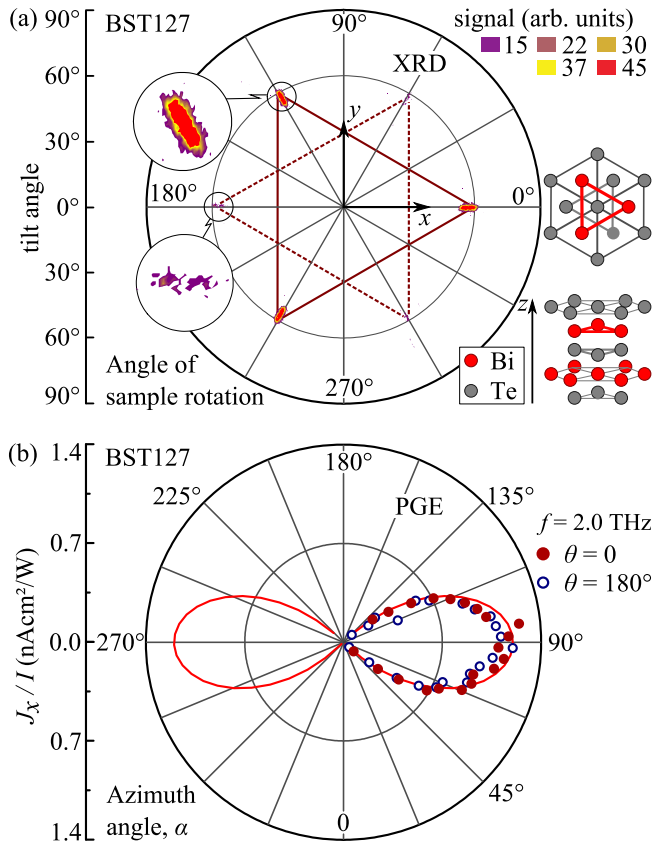 (a) BST127
90°
signal (arb. units)
15 22 30
37 45
XRD
90°
60°
30°
0°
30°
60°
90°
tilt angle
180°
y
x
0°
z
Angle of
sample rotation
270°
Bi
Te
(b) BST127
180°
225°
135°
PGE
f = 2.0 THz
θ = 0
θ = 180°
1.4
0.7
0.0
0.7
1.4
J_x / I (nAcm²/W)
270°
90°
Azimuth
angle, α
45°
0